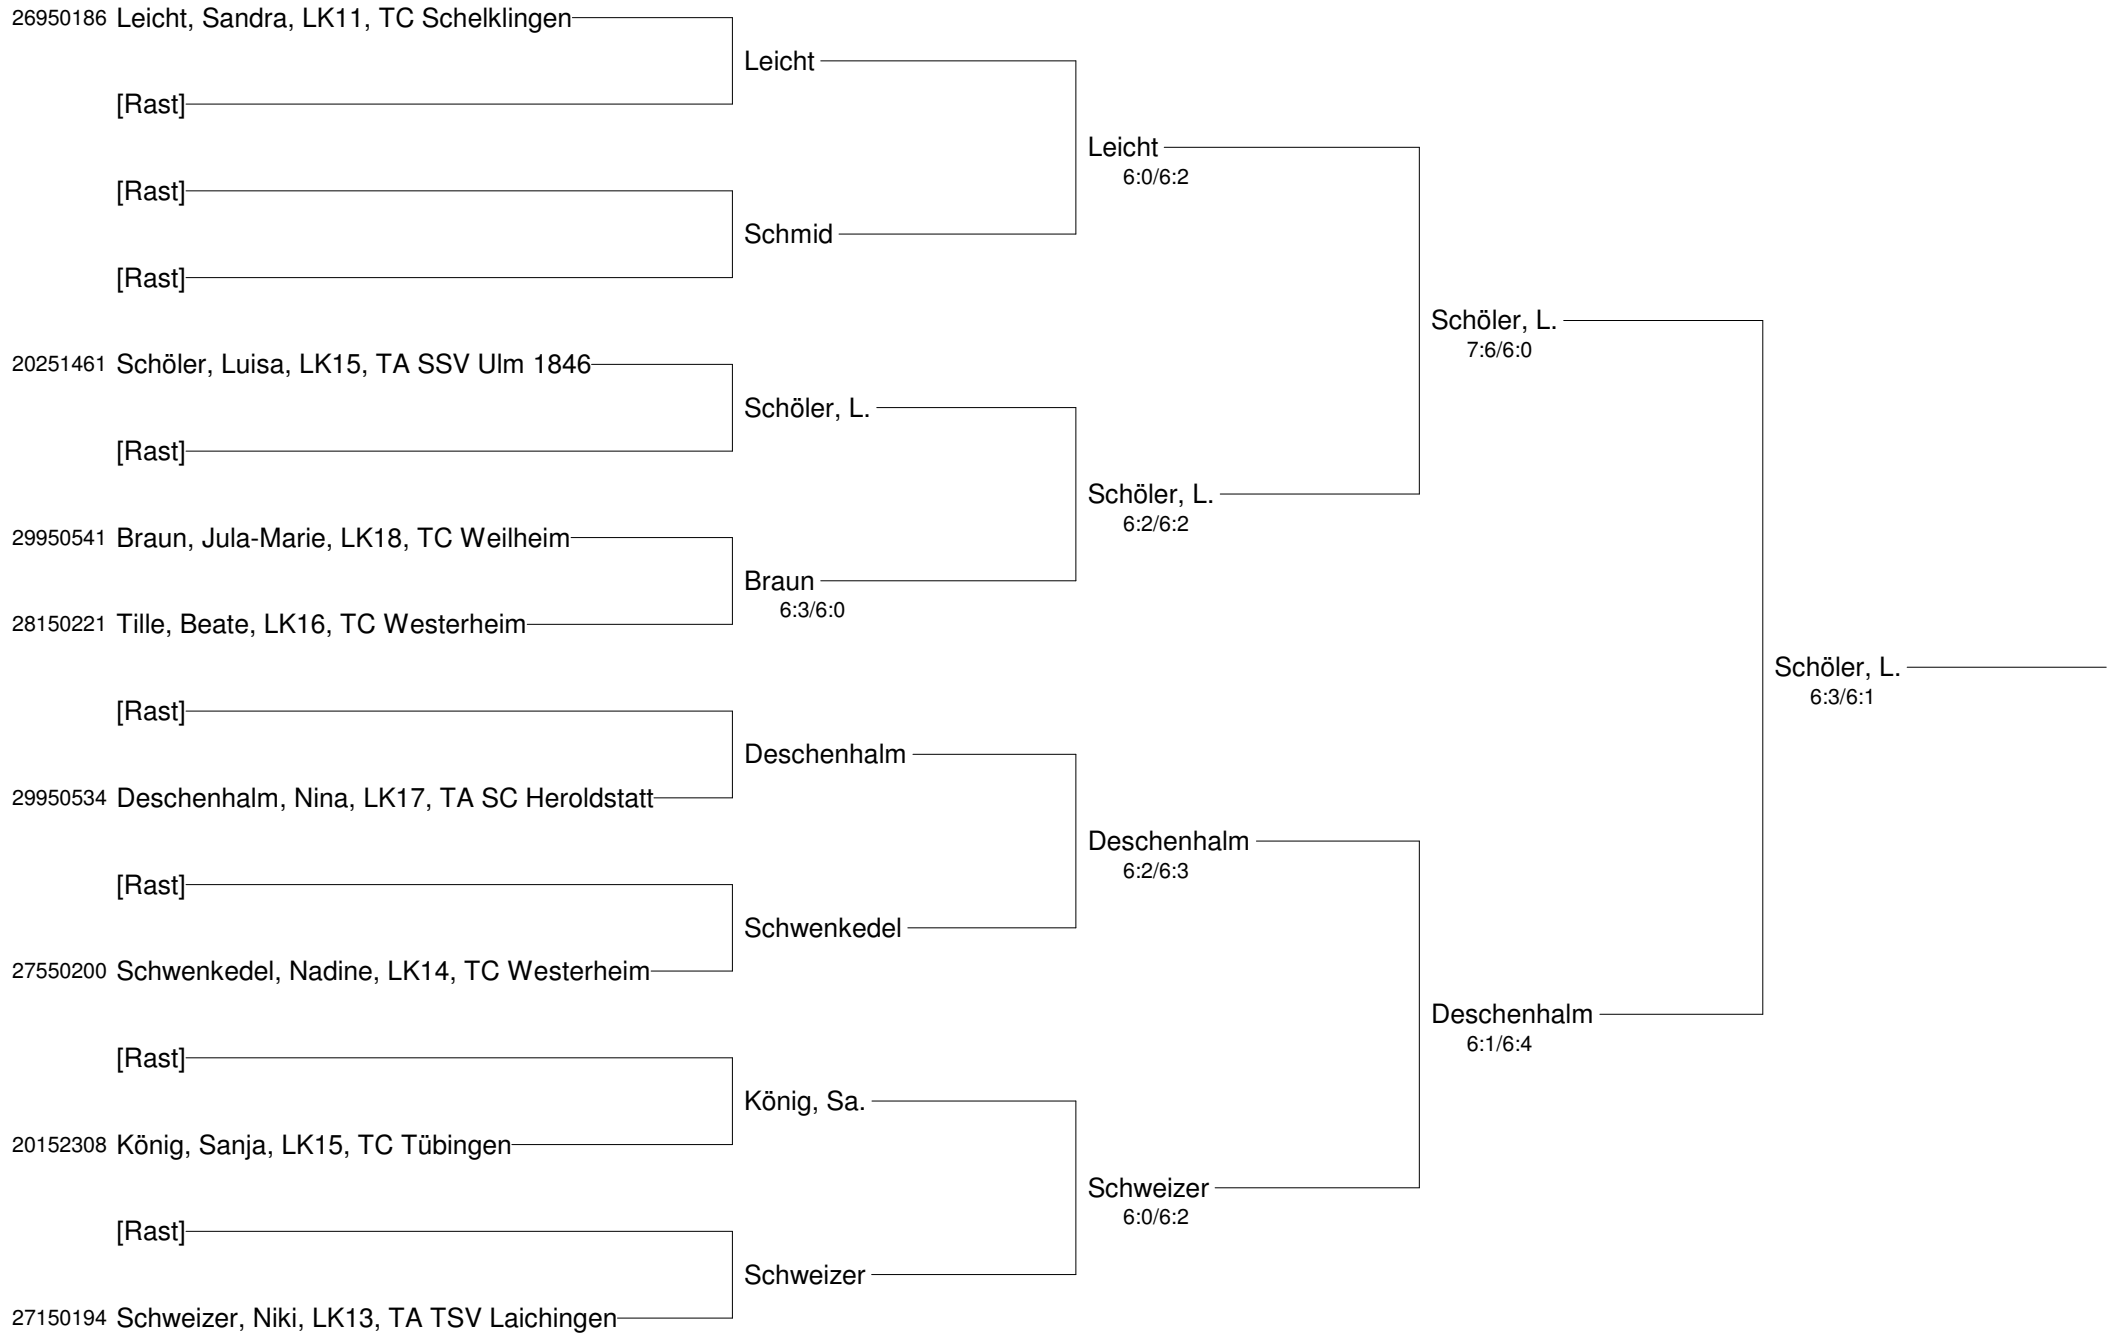 26950186 Leicht, Sandra, LK11, TC Schelklingen
Leicht
[Rast]
Leicht
6:0/6:2
[Rast]
Schmid
[Rast]
Schöler, L.
7:6/6:0
20251461 Schöler, Luisa, LK15, TA SSV Ulm 1846
Schöler, L.
[Rast]
Schöler, L.
6:2/6:2
29950541 Braun, Jula-Marie, LK18, TC Weilheim
Braun
6:3/6:0
28150221 Tille, Beate, LK16, TC Westerheim
Schöler, L.
6:3/6:1
[Rast]
Deschenhalm
29950534 Deschenhalm, Nina, LK17, TA SC Heroldstatt
Deschenhalm
6:2/6:3
[Rast]
Schwenkedel
27550200 Schwenkedel, Nadine, LK14, TC Westerheim
Deschenhalm
6:1/6:4
[Rast]
König, Sa.
20152308 König, Sanja, LK15, TC Tübingen
Schweizer
6:0/6:2
[Rast]
Schweizer
27150194 Schweizer, Niki, LK13, TA TSV Laichingen